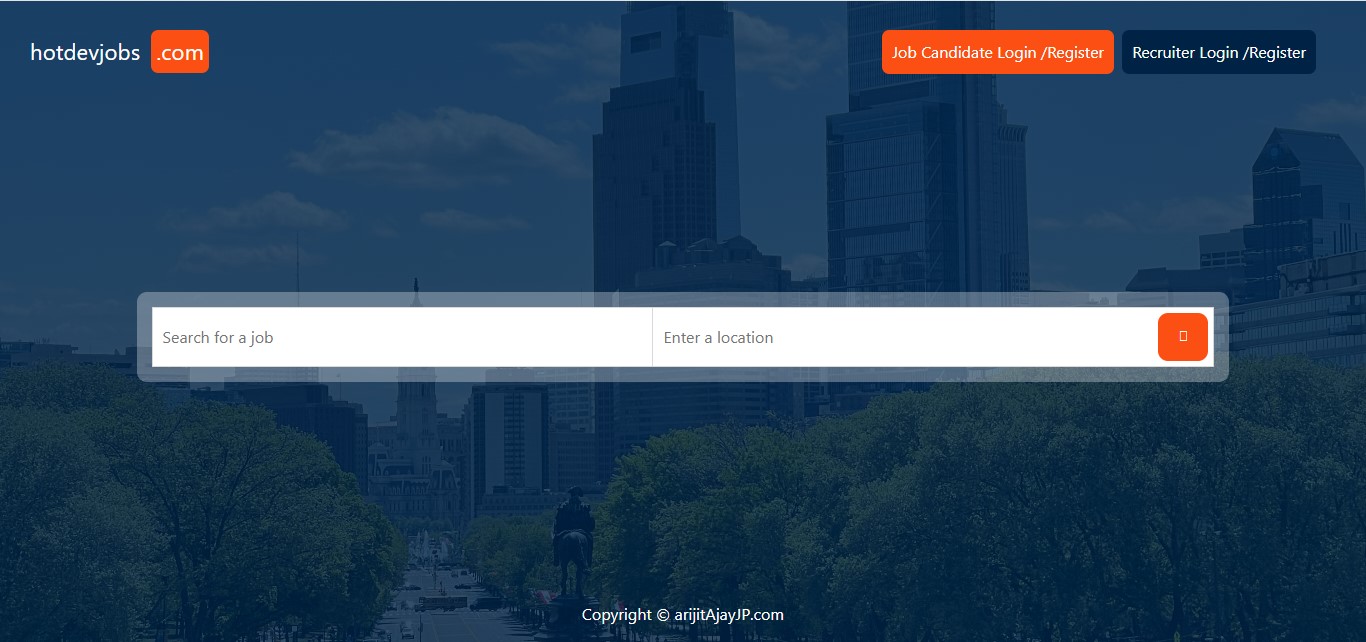 hotdevjobs .com
Job Candidate Login /Register
Recruiter Login /Register
Search for a job
Enter a location
Copyright © arijitAjayJP.com